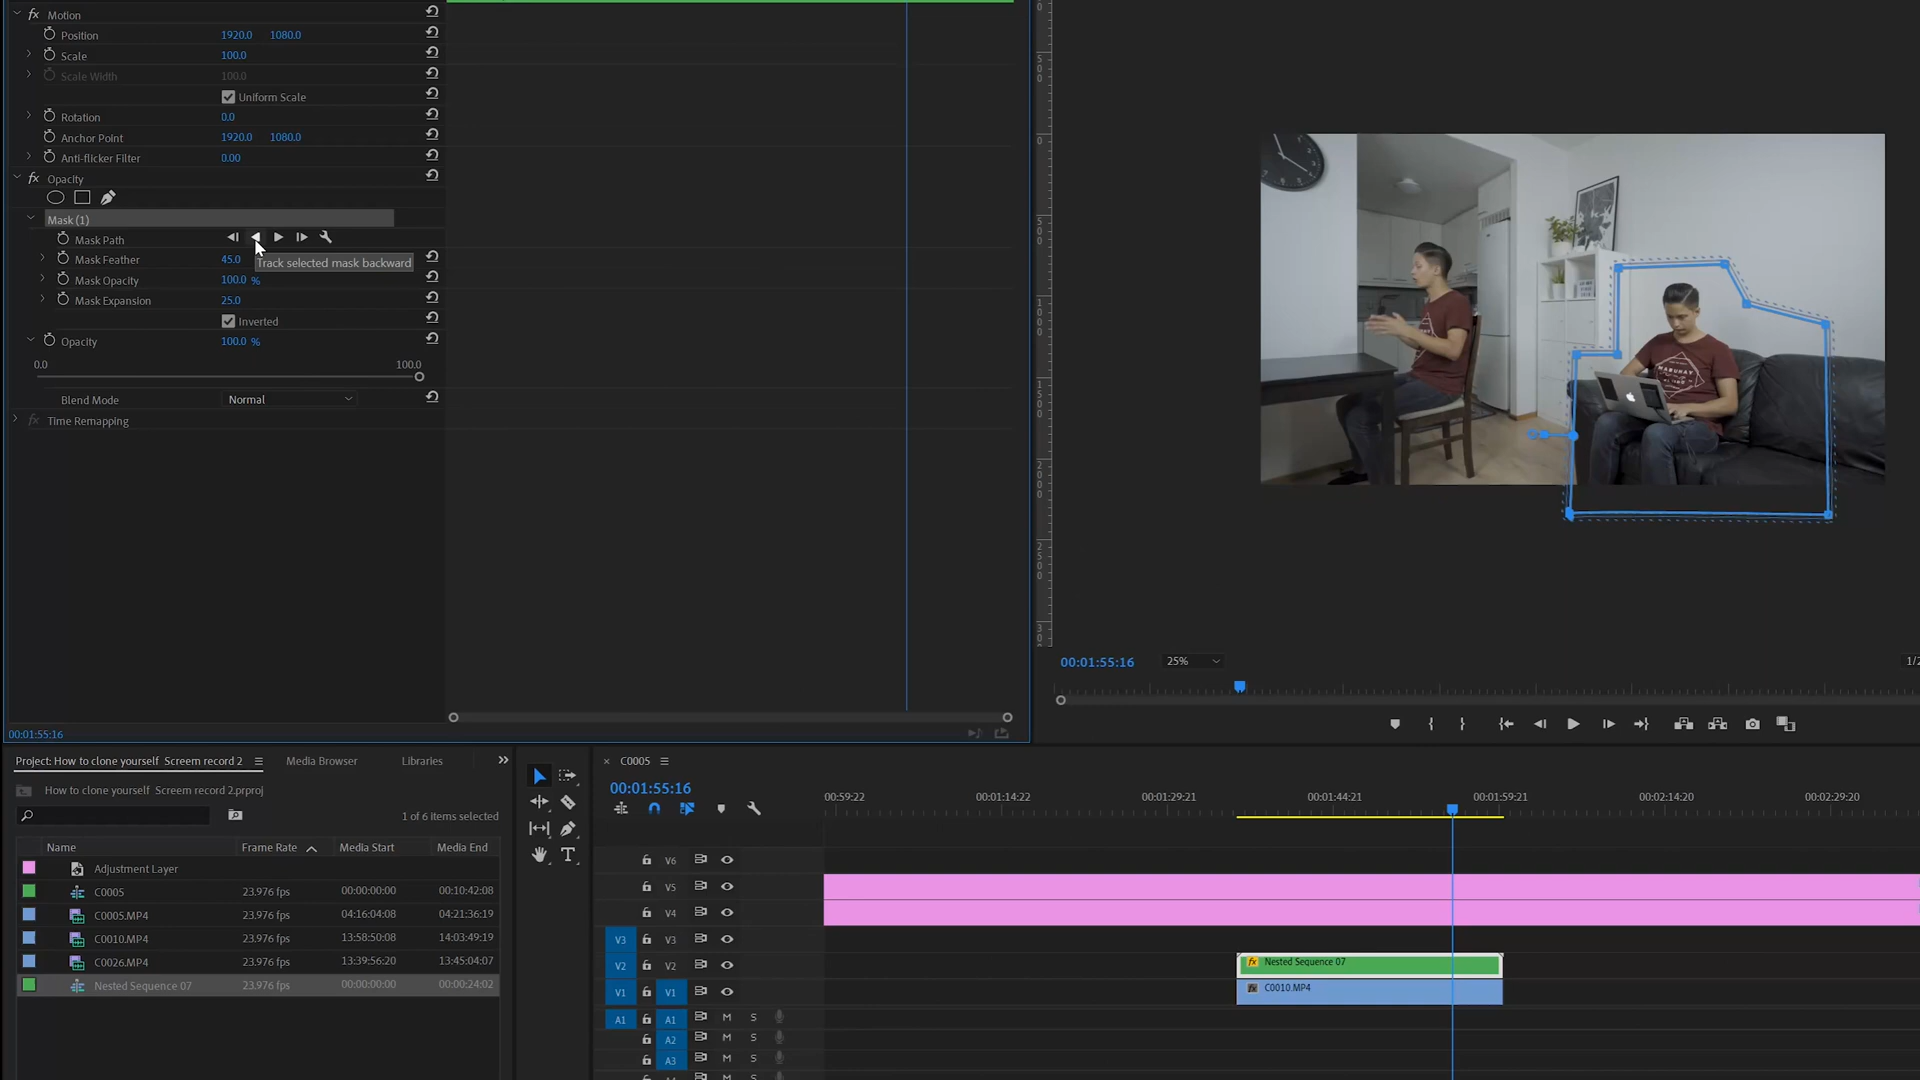 Motion
Position 1920.0 1080.0
Scale 100.0
Scale Width 100.0
Uniform Scale
Rotation 0.0
Anchor Point 1920.0 1080.0
Anti-flicker Filter 0.00
fx Opacity
Mask (1)
Mask Path
Mask Feather 45.0
Track selected mask backward
Mask Opacity 100.0 %
Mask Expansion 25.0
Inverted
Opacity 100.0 %
0.0 100.0
Blend Mode Normal
fx Time Remapping
00:01:55:16
MABUHAY
00:01:55:16 25% 1/2
Project: How to clone yourself Screem record 2 Media Browser Libraries
How to clone yourself Screem record 2.prproj
1 of 6 items selected
Name Frame Rate Media Start Media End
Adjustment Layer
C0005 23.976 fps 00:00:00:00 00:10:42:08
C0005.MP4 23.976 fps 04:16:04:08 04:21:36:19
C0010.MP4 23.976 fps 13:58:50:08 14:03:49:19
C0026.MP4 23.976 fps 13:39:56:20 13:45:04:07
Nested Sequence 07 23.976 fps 00:00:00:00 00:00:24:02
× C0005
00:01:55:16
00:59:22 00:01:14:22 00:01:29:21 00:01:44:21 00:01:59:21 00:02:14:20 00:02:29:20
V6
V5
V4
V3 V3
V2 V2 fx Nested Sequence 07
V1 V1 fx C0010.MP4
A1 A1 M S
A2 M S
A3 M S